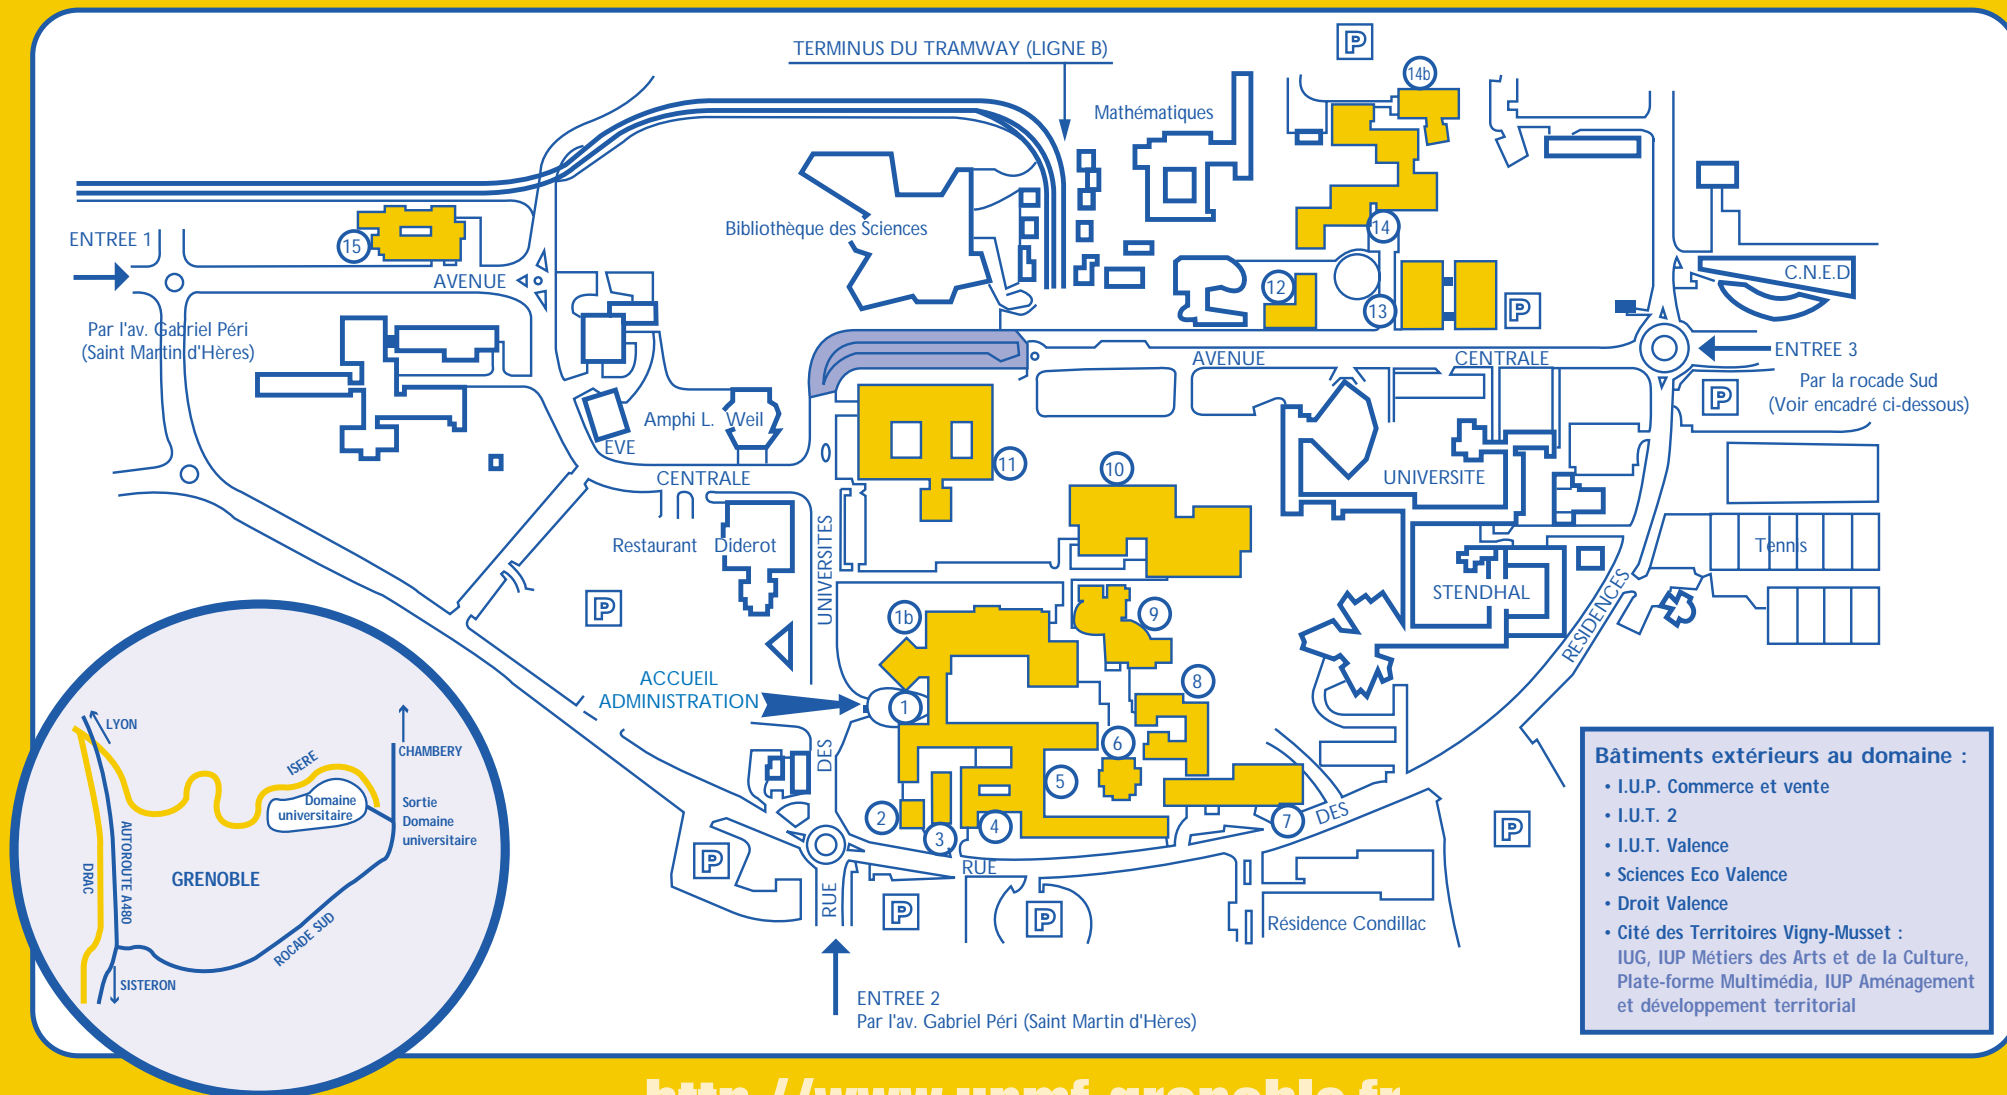 TERMINUS DU TRAMWAY (LIGNE B)
P
14b
Mathématiques
ENTREE 1
15
Bibliothèque des Sciences
14
AVENUE
12
13
P
C.N.E.D
Par l'av. Gabriel Péri
(Saint Martin d'Hères)
AVENUE
CENTRALE
ENTREE 3
Par la rocade Sud
(Voir encadré ci-dessous)
P
Amphi L. Weil
EVE
CENTRALE
11
10
UNIVERSITE
Restaurant Diderot
UNIVERSITES
Tennis
P
STENDHAL
RESIDENCES
1b
9
ACCUEIL
ADMINISTRATION
1
8
DES
6
5
2
3
4
7
DES
P
P
RUE
RUE
P
P
Résidence Condillac
ENTREE 2
Par l'av. Gabriel Péri (Saint Martin d'Hères)
LYON
CHAMBERY
ISERE
Domaine
universitaire
Sortie
Domaine
universitaire
AUTOROUTE A480
DRAC
GRENOBLE
ROCADE SUD
SISTERON
Bâtiments extérieurs au domaine :
• I.U.P. Commerce et vente
• I.U.T. 2
• I.U.T. Valence
• Sciences Eco Valence
• Droit Valence
• Cité des Territoires Vigny-Musset :
IUG, IUP Métiers des Arts et de la Culture,
Plate-forme Multimédia, IUP Aménagement
et développement territorial
http://www.upmf-grenoble.fr